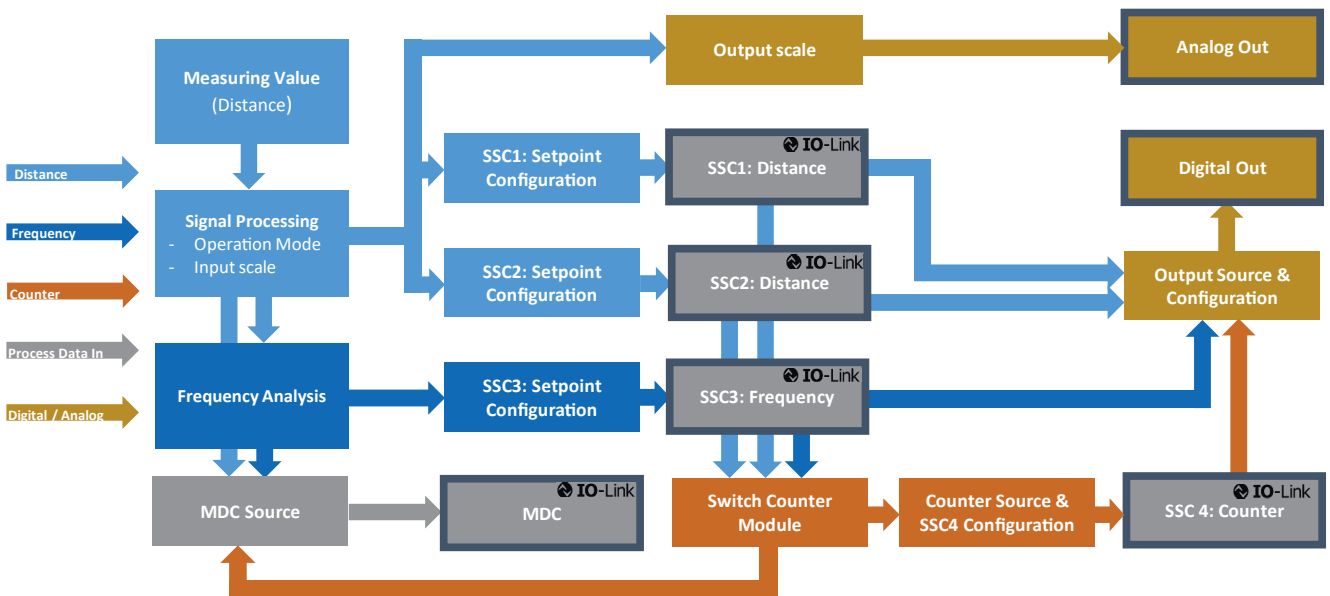 Output scale
Analog Out
Measuring Value
(Distance)
Distance
Frequency
Counter
Process Data In
Digital / Analog
Signal Processing
- Operation Mode
- Input scale
SSC1: Setpoint
Configuration
IO-Link
SSC1: Distance
Digital Out
SSC2: Setpoint
Configuration
IO-Link
SSC2: Distance
Output Source &
Configuration
Frequency Analysis
SSC3: Setpoint
Configuration
IO-Link
SSC3: Frequency
MDC Source
IO-Link
MDC
Switch Counter
Module
Counter Source &
SSC4 Configuration
IO-Link
SSC 4: Counter